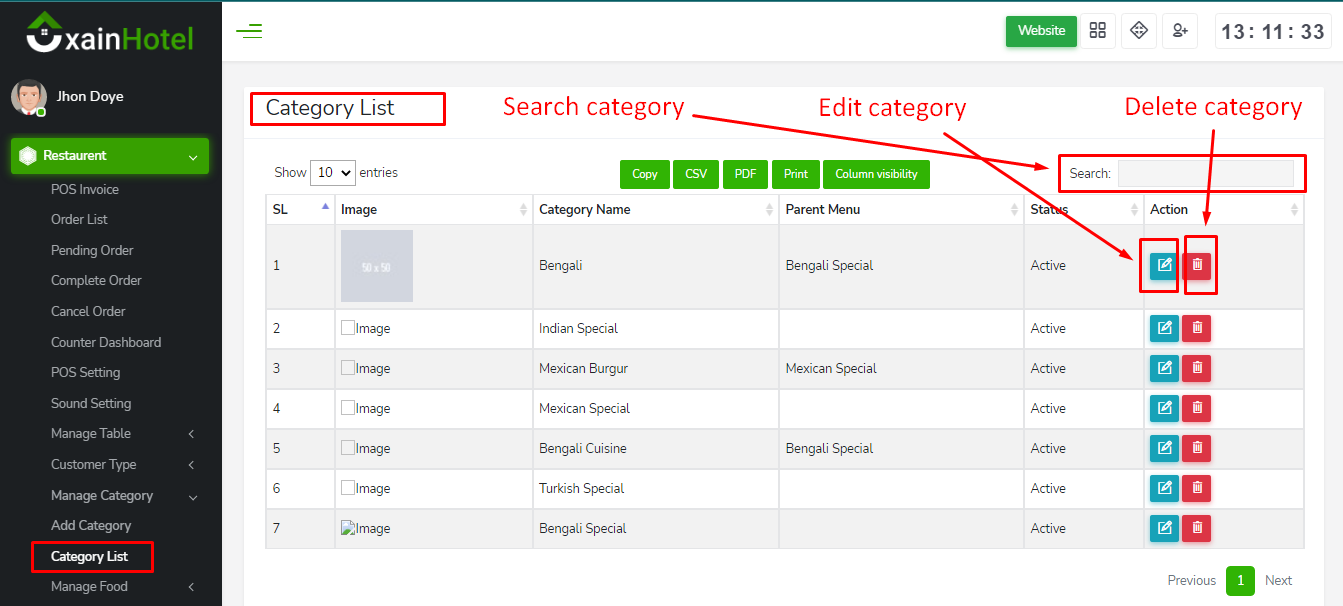 xainHotel
Website
13 : 11 : 33
Jhon Doye
Restaurent
POS Invoice
Order List
Pending Order
Complete Order
Cancel Order
Counter Dashboard
POS Setting
Sound Setting
Manage Table
Customer Type
Manage Category
Add Category
Category List
Manage Food
Category List
Search category
Edit category
Delete category
Show 10 entries
Copy CSV PDF Print Column visibility
Search:
SL Image Category Name Parent Menu Status Action
1 50 x 50 Bengali Bengali Special Active
2 Image Indian Special Active
3 Image Mexican Burgur Mexican Special Active
4 Image Mexican Special Active
5 Image Bengali Cuisine Bengali Special Active
6 Image Turkish Special Active
7 Image Bengali Special Active
Previous 1 Next